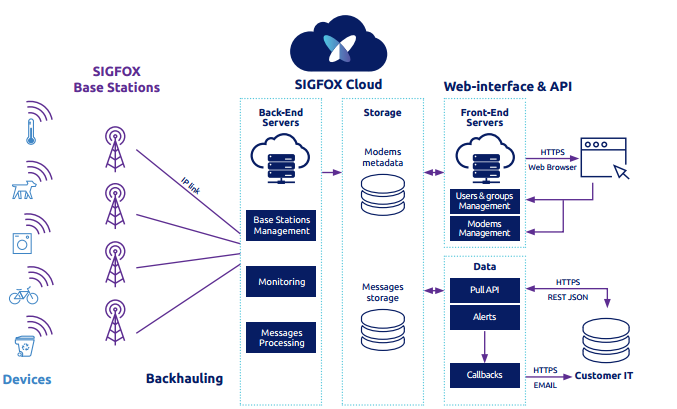 SIGFOX
Base Stations
SIGFOX Cloud
Web-interface & API
Back-End
Servers
Storage
Front-End
Servers
Modems
metadata
HTTPS
Web Browser
IP link
Users & groups
Management
Base Stations
Management
Modems
Management
Data
Monitoring
Messages
storage
Pull API
HTTPS
REST JSON
Alerts
Messages
Processing
Callbacks
HTTPS
EMAIL
Customer IT
Devices
Backhauling